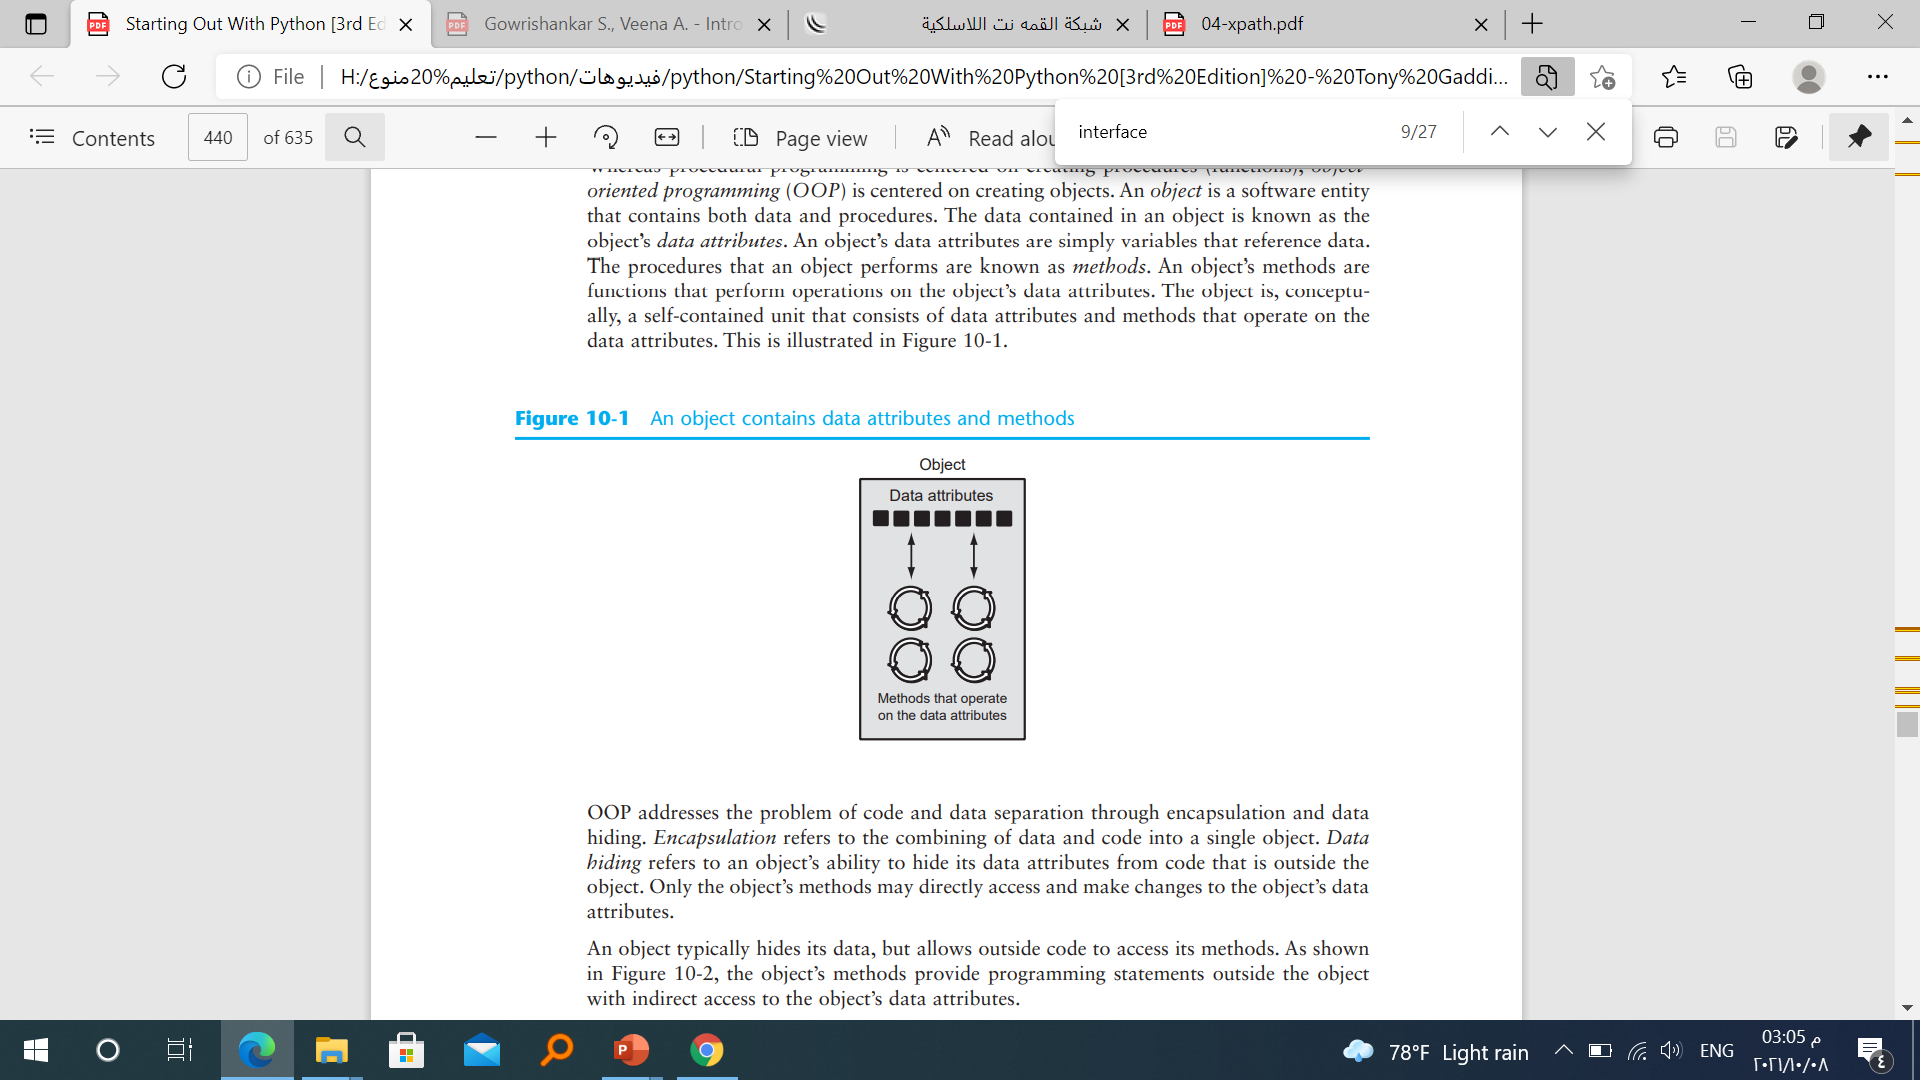 Starting Out With Python [3rd Ed
Gowrishankar S., Veena A. - Intro
شبكة القمه نت اللاسلكية
04-xpath.pdf
File
H:/تعليم%20منوع/python/فيديوهات/python/Starting%20Out%20With%20Python%20[3rd%20Edition]%20-%20Tony%20Gaddi...
Contents
440
of 635
Page view
Read alou
interface
9/27
Whereas procedural programming is centered on creating procedures (functions), object-
oriented programming (OOP) is centered on creating objects. An object is a software entity
that contains both data and procedures. The data contained in an object is known as the
object’s data attributes. An object’s data attributes are simply variables that reference data.
The procedures that an object performs are known as methods. An object’s methods are
functions that perform operations on the object’s data attributes. The object is, conceptu-
ally, a self-contained unit that consists of data attributes and methods that operate on the
data attributes. This is illustrated in Figure 10-1.
Figure 10-1 An object contains data attributes and methods
Object
Data attributes
Methods that operate
on the data attributes
OOP addresses the problem of code and data separation through encapsulation and data
hiding. Encapsulation refers to the combining of data and code into a single object. Data
hiding refers to an object’s ability to hide its data attributes from code that is outside the
object. Only the object’s methods may directly access and make changes to the object’s data
attributes.
An object typically hides its data, but allows outside code to access its methods. As shown
in Figure 10-2, the object’s methods provide programming statements outside the object
with indirect access to the object’s data attributes.
78°F Light rain
ENG
03:05 م
٢٠٢١/١٠/٠٨
٤